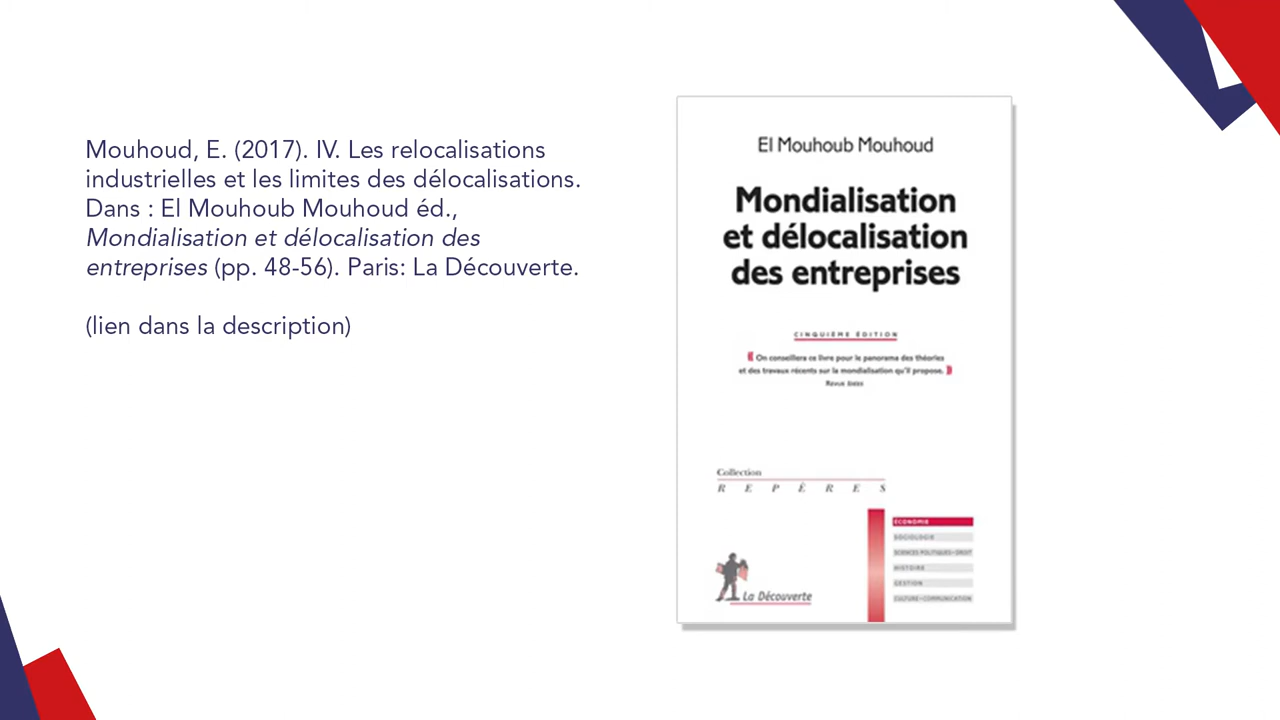 Mouhoud, E. (2017). IV. Les relocalisations
industrielles et les limites des délocalisations.
Dans : El Mouhoub Mouhoud éd.,
Mondialisation et délocalisation des
entreprises (pp. 48-56). Paris: La Découverte.
(lien dans la description)
El Mouhoub Mouhoud
Mondialisation
et délocalisation
des entreprises
CINQUIÈME ÉDITION
On conseillera ce livre pour le panorama des théories
et des travaux récents sur la mondialisation qu'il propose.
Revue Idées
Collection
REPÈRES
ÉCONOMIE
SOCIOLOGIE
SCIENCES POLITIQUES • DROIT
HISTOIRE
GESTION
CULTURE • COMMUNICATION
La Découverte